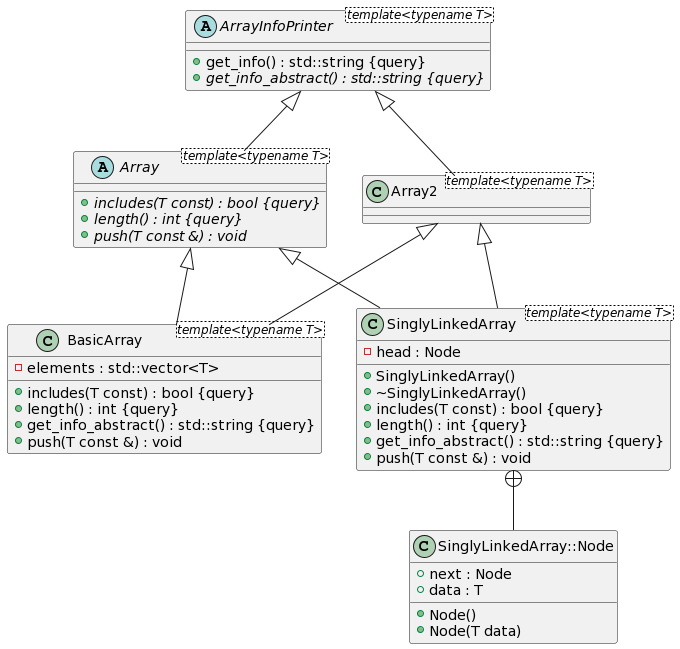 A ArrayInfoPrinter template<typename T>
get_info() : std::string {query}
get_info_abstract() : std::string {query}
A Array template<typename T>
includes(T const) : bool {query}
length() : int {query}
push(T const &) : void
C Array2 template<typename T>
C BasicArray template<typename T>
elements : std::vector<T>
includes(T const) : bool {query}
length() : int {query}
get_info_abstract() : std::string {query}
push(T const &) : void
C SinglyLinkedArray template<typename T>
head : Node
SinglyLinkedArray()
~SinglyLinkedArray()
includes(T const) : bool {query}
length() : int {query}
get_info_abstract() : std::string {query}
push(T const &) : void
C SinglyLinkedArray::Node
next : Node
data : T
Node()
Node(T data)